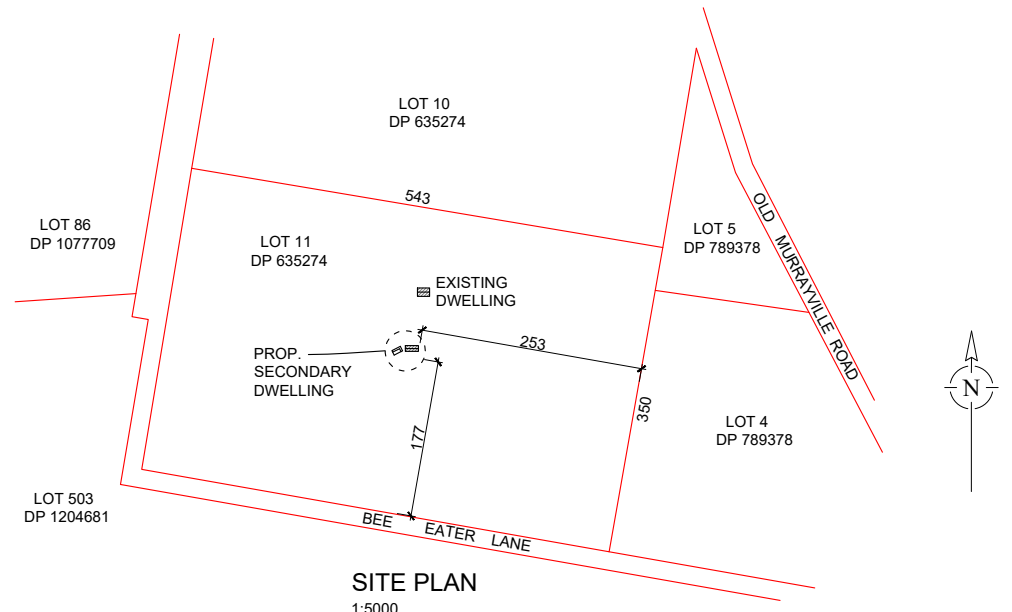 LOT 10
DP 635274
543
LOT 86
DP 1077709
LOT 11
DP 635274
LOT 5
DP 789378
OLD MURRAYVILLE ROAD
EXISTING
DWELLING
253
PROP.
SECONDARY
DWELLING
350
177
LOT 4
DP 789378
N
LOT 503
DP 1204681
BEE EATER LANE
SITE PLAN
1:5000